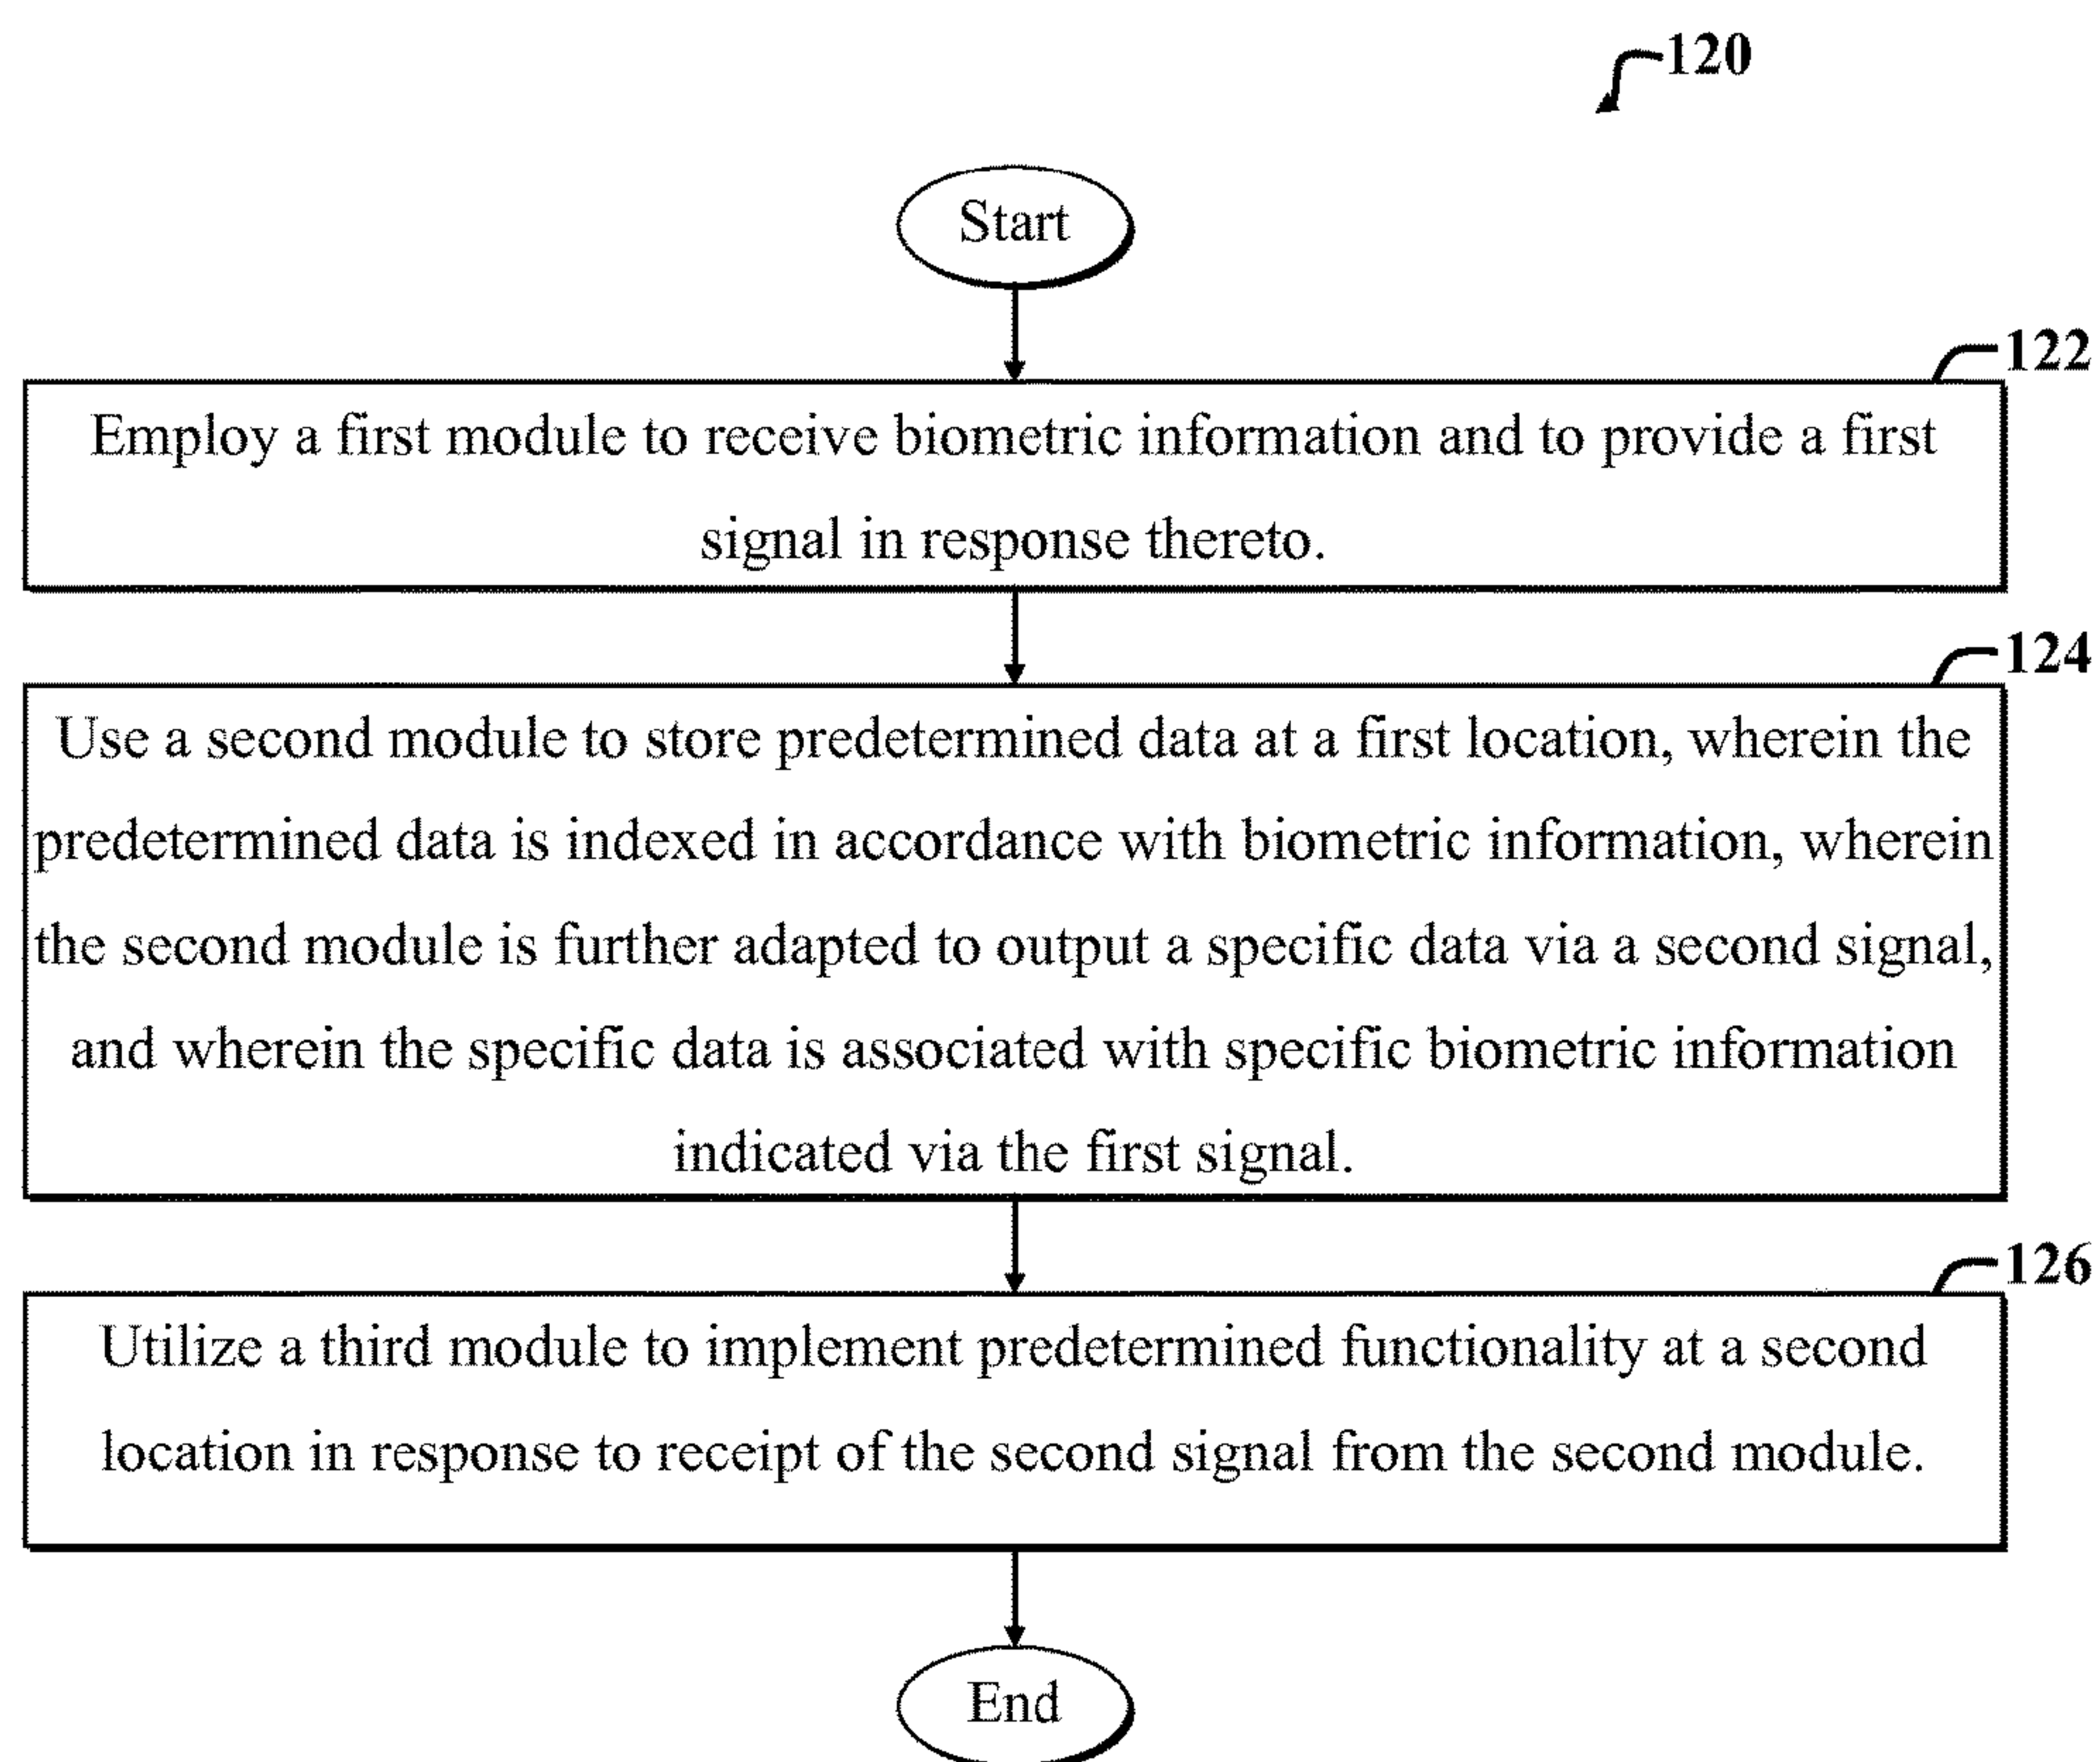 120
Start
122
Employ a first module to receive biometric information and to provide a first
signal in response thereto.
124
Use a second module to store predetermined data at a first location, wherein the
predetermined data is indexed in accordance with biometric information, wherein
the second module is further adapted to output a specific data via a second signal,
and wherein the specific data is associated with specific biometric information
indicated via the first signal.
126
Utilize a third module to implement predetermined functionality at a second
location in response to receipt of the second signal from the second module.
End